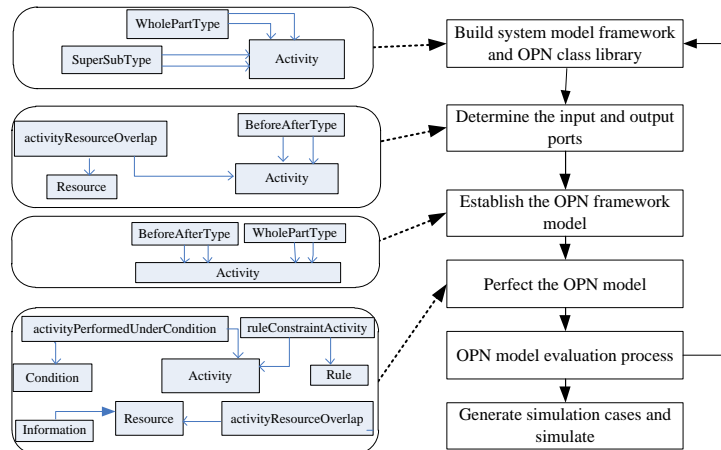 WholePartType
SuperSubType
Activity
Build system model framework
and OPN class library
activityResourceOverlap
BeforeAfterType
Resource
Activity
Determine the input and output
ports
BeforeAfterType
WholePartType
Activity
Establish the OPN framework
model
Perfect the OPN model
activityPerformedUnderCondition
ruleConstraintActivity
Condition
Activity
Rule
Information
Resource
activityResourceOverlap
OPN model evaluation process
Generate simulation cases and
simulate